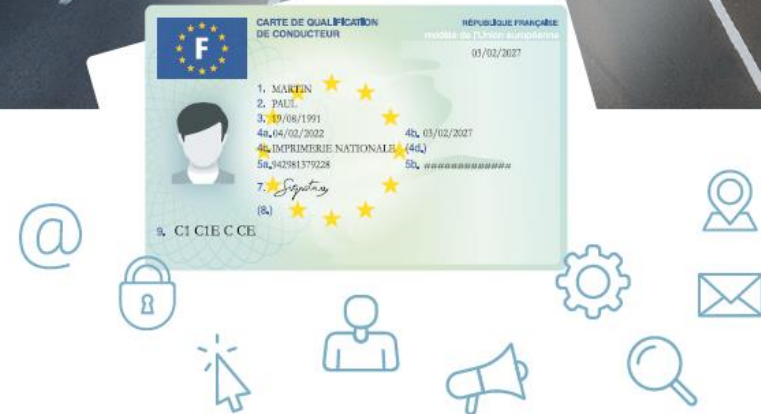 CARTE DE QUALIFICATION
DE CONDUCTEUR
RÉPUBLIQUE FRANÇAISE
modèle de l'Union européenne
03/02/2027
F
1. MARTIN
2. PAUL
3. 19/08/1991
4a. 04/02/2022 4b. 03/02/2027
4c. IMPRIMERIE NATIONALE (4d.)
5a. 942981379228 5b. #############
7. Signature
(8.)
9. C1 C1E C CE
@